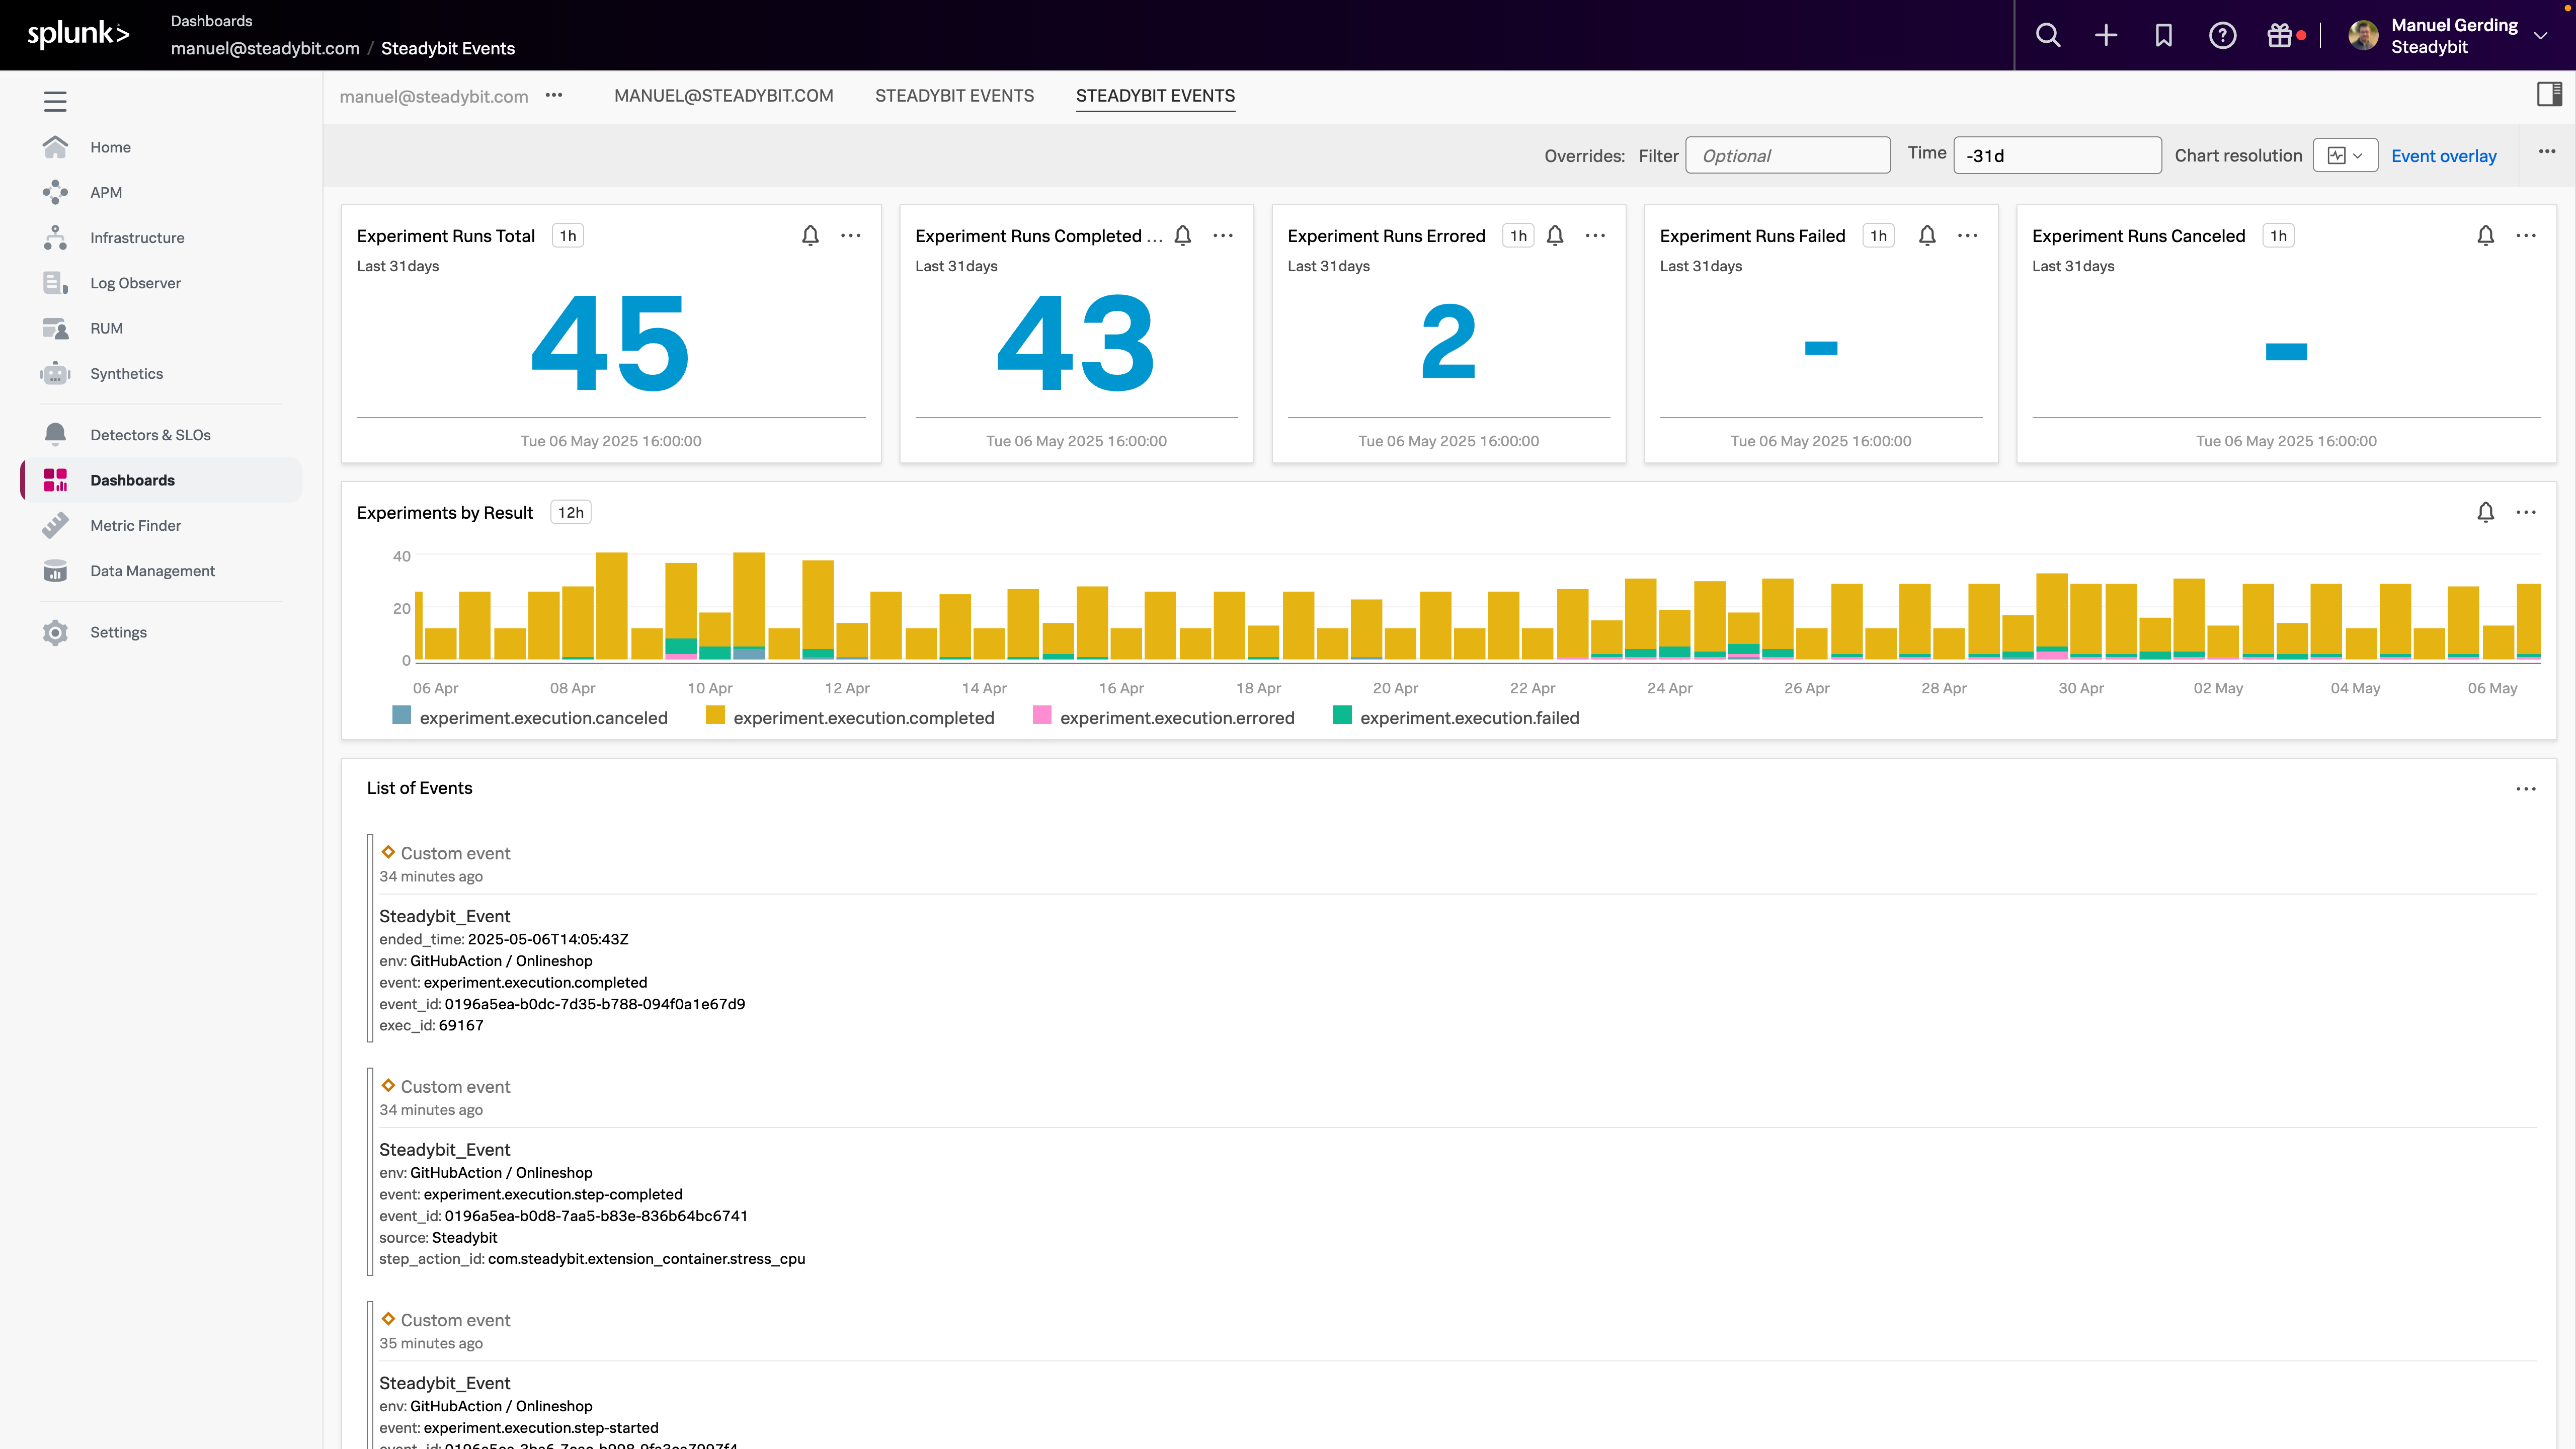 splunk>
Dashboards
manuel@steadybit.com / Steadybit Events
Manuel Gerding
Steadybit
manuel@steadybit.com
MANUEL@STEADYBIT.COM
STEADYBIT EVENTS
STEADYBIT EVENTS
Home
APM
Infrastructure
Log Observer
RUM
Synthetics
Detectors & SLOs
Dashboards
Metric Finder
Data Management
Settings
Overrides: Filter Optional Time -31d Chart resolution Event overlay
Experiment Runs Total 1h
Last 31days
45
Tue 06 May 2025 16:00:00
Experiment Runs Completed ...
Last 31days
43
Tue 06 May 2025 16:00:00
Experiment Runs Errored 1h
Last 31days
2
Tue 06 May 2025 16:00:00
Experiment Runs Failed 1h
Last 31days
-
Tue 06 May 2025 16:00:00
Experiment Runs Canceled 1h
Last 31days
-
Tue 06 May 2025 16:00:00
Experiments by Result 12h
40
20
0
06 Apr 08 Apr 10 Apr 12 Apr 14 Apr 16 Apr 18 Apr 20 Apr 22 Apr 24 Apr 26 Apr 28 Apr 30 Apr 02 May 04 May 06 May
experiment.execution.canceled experiment.execution.completed experiment.execution.errored experiment.execution.failed
List of Events
Custom event
34 minutes ago
Steadybit_Event
ended_time: 2025-05-06T14:05:43Z
env: GitHubAction / Onlineshop
event: experiment.execution.completed
event_id: 0196a5ea-b0dc-7d35-b788-094f0a1e67d9
exec_id: 69167
Custom event
34 minutes ago
Steadybit_Event
env: GitHubAction / Onlineshop
event: experiment.execution.step-completed
event_id: 0196a5ea-b0d8-7aa5-b83e-836b64bc6741
source: Steadybit
step_action_id: com.steadybit.extension_container.stress_cpu
Custom event
35 minutes ago
Steadybit_Event
env: GitHubAction / Onlineshop
event: experiment.execution.step-started